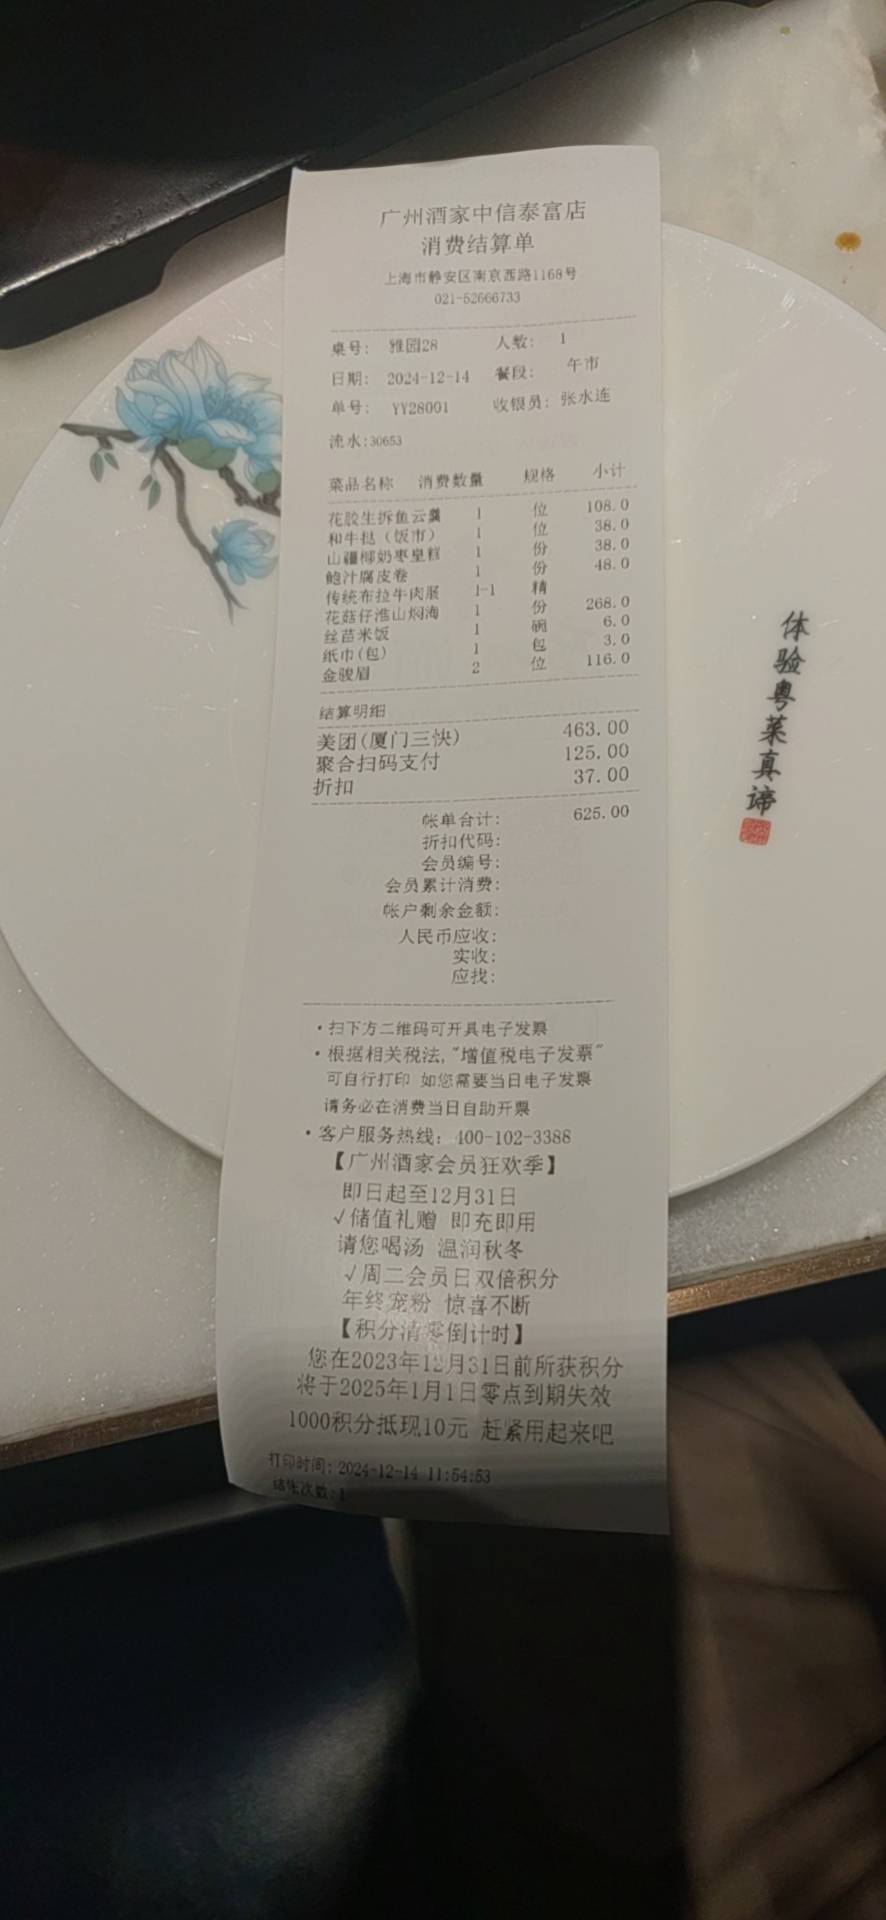 广州酒家中信泰富店
消费结算单
上海市静安区南京西路1168号
021-52666733
桌号: 雅园28 人数: 1
日期: 2024-12-14 餐段: 午市
单号: YY28001 收银员: 张水连
流水:30653
菜品名称 消费数量 规格 小计
花胶生拆鱼云羹 1 位 108.0
和牛挞（饭市） 1 位 38.0
山疆椰奶枣皇糕 1 份 38.0
鲍汁腐皮卷 1 份 48.0
传统布拉牛肉肠 1-1 精
花菇仔淮山焖海 1 份 268.0
丝苗米饭 1 碗 6.0
纸巾(包) 1 包 3.0
金骏眉 2 位 116.0
结算明细
美团(厦门三快) 463.00
聚合扫码支付 125.00
折扣 37.00
帐单合计: 625.00
折扣代码:
会员编号:
会员累计消费:
帐户剩余金额:
人民币应收:
实收:
应找:
·扫下方二维码可开具电子发票
·根据相关税法,"增值税电子发票"
可自行打印 如您需要当日电子发票
请务必在消费当日自助开票
·客户服务热线: 400-102-3388
【广州酒家会员狂欢季】
即日起至12月31日
√储值礼赠 即充即用
请您喝汤 温润秋冬
√周二会员日双倍积分
年终宠粉 惊喜不断
【积分清零倒计时】
您在2023年12月31日前所获积分
将于2025年1月1日零点到期失效
1000积分抵现10元 赶紧用起来吧
打印时间: 2024-12-14 11:54:53
结账次数:1
体验粤菜真谛